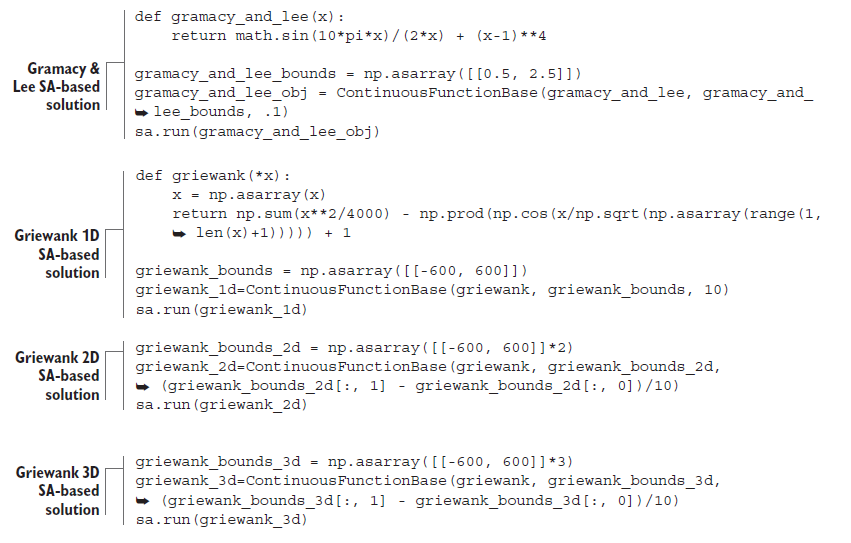 def gramacy_and_lee(x):
return math.sin(10*pi*x)/(2*x) + (x-1)**4
Gramacy &
Lee SA-based
solution
gramacy_and_lee_bounds = np.asarray([[0.5, 2.5]])
gramacy_and_lee_obj = ContinuousFunctionBase(gramacy_and_lee, gramacy_and_
➥ lee_bounds, .1)
sa.run(gramacy_and_lee_obj)
def griewank(*x):
x = np.asarray(x)
return np.sum(x**2/4000) - np.prod(np.cos(x/np.sqrt(np.asarray(range(1,
➥ len(x)+1))))) + 1
Griewank 1D
SA-based
solution
griewank_bounds = np.asarray([[-600, 600]])
griewank_1d=ContinuousFunctionBase(griewank, griewank_bounds, 10)
sa.run(griewank_1d)
Griewank 2D
SA-based
solution
griewank_bounds_2d = np.asarray([[-600, 600]]*2)
griewank_2d=ContinuousFunctionBase(griewank, griewank_bounds_2d,
➥ (griewank_bounds_2d[:, 1] - griewank_bounds_2d[:, 0])/10)
sa.run(griewank_2d)
Griewank 3D
SA-based
solution
griewank_bounds_3d = np.asarray([[-600, 600]]*3)
griewank_3d=ContinuousFunctionBase(griewank, griewank_bounds_3d,
➥ (griewank_bounds_3d[:, 1] - griewank_bounds_3d[:, 0])/10)
sa.run(griewank_3d)